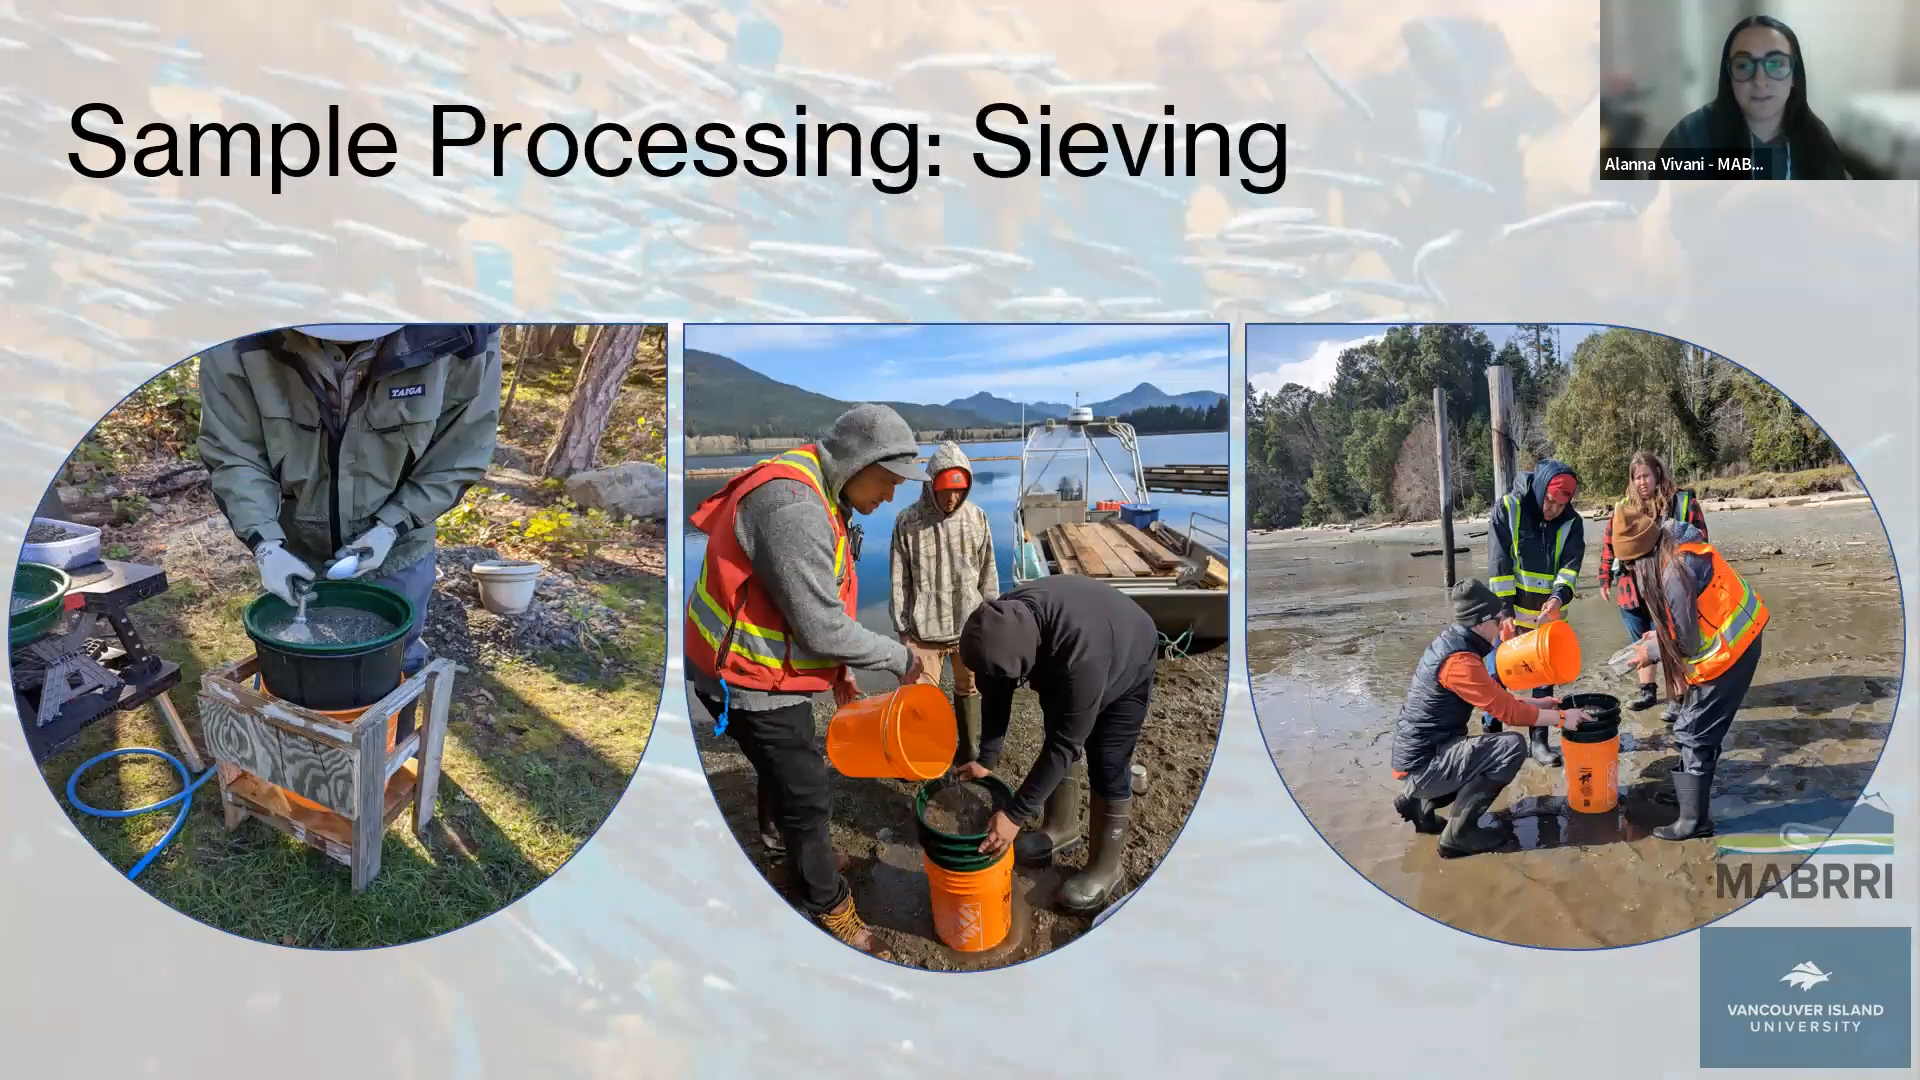 Sample Processing: Sieving
Alanna Vivani - MAB...
TAIGA
MABRRI
VANCOUVER ISLAND
UNIVERSITY